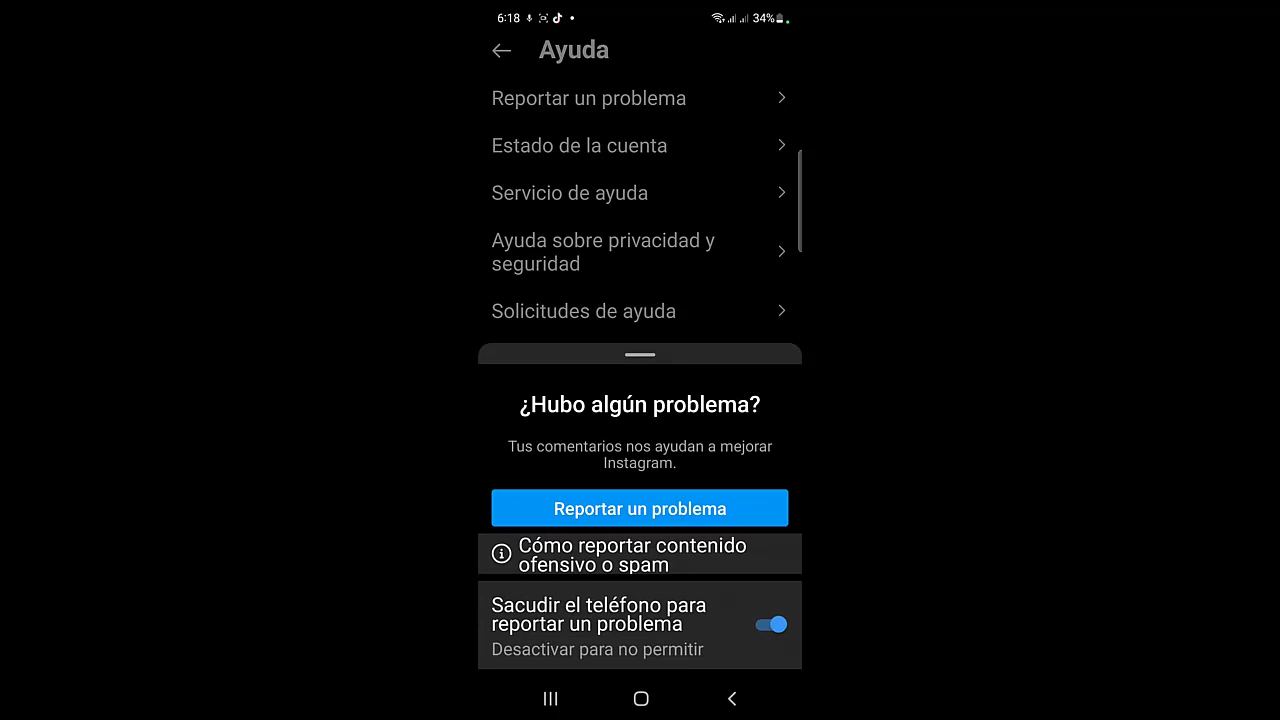 6:18
34%
Ayuda
Reportar un problema
Estado de la cuenta
Servicio de ayuda
Ayuda sobre privacidad y
seguridad
Solicitudes de ayuda
¿Hubo algún problema?
Tus comentarios nos ayudan a mejorar
Instagram.
Reportar un problema
Cómo reportar contenido
ofensivo o spam
Sacudir el teléfono para
reportar un problema
Desactivar para no permitir